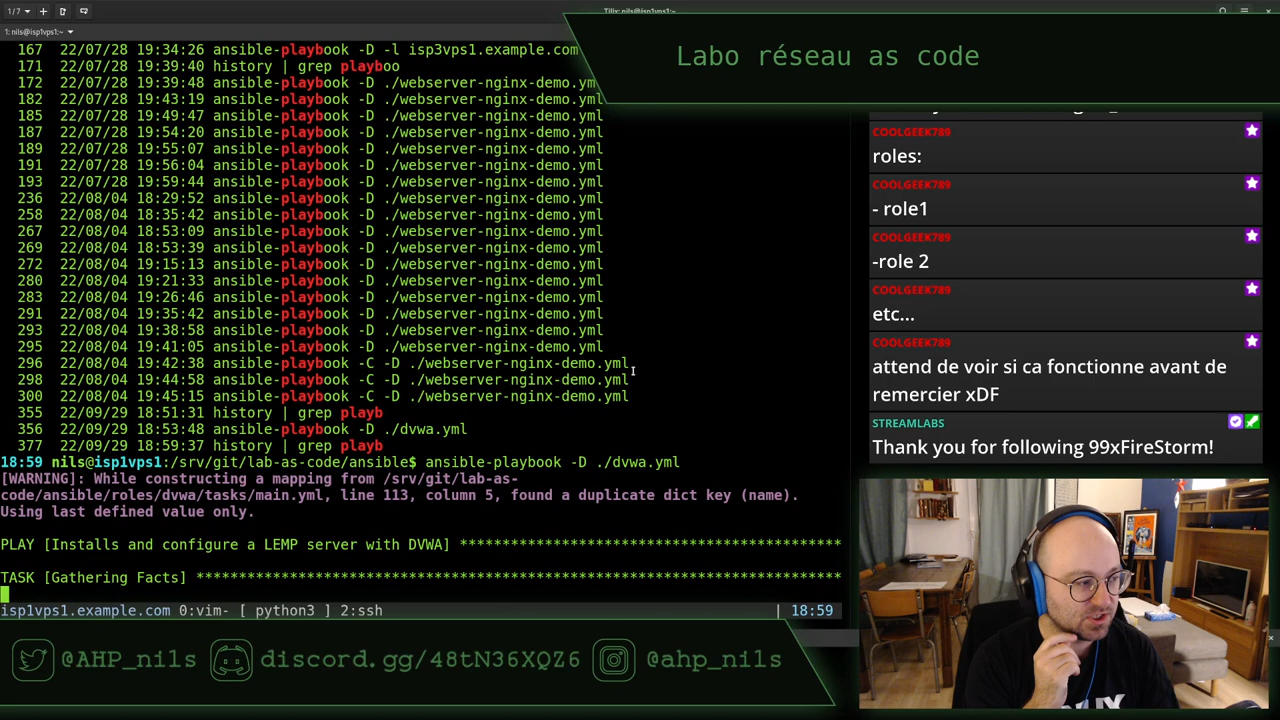 1/7
Tilix: nils@isp1vps1:~
1: nils@isp1vps1:~
Labo réseau as code
167 22/07/28 19:34:26 ansible-playbook -D -l isp3vps1.example.com
171 22/07/28 19:39:40 history | grep playboo
172 22/07/28 19:39:48 ansible-playbook -D ./webserver-nginx-demo.yml
182 22/07/28 19:43:19 ansible-playbook -D ./webserver-nginx-demo.yml
185 22/07/28 19:49:47 ansible-playbook -D ./webserver-nginx-demo.yml
187 22/07/28 19:54:20 ansible-playbook -D ./webserver-nginx-demo.yml
189 22/07/28 19:55:07 ansible-playbook -D ./webserver-nginx-demo.yml
191 22/07/28 19:56:04 ansible-playbook -D ./webserver-nginx-demo.yml
193 22/07/28 19:59:44 ansible-playbook -D ./webserver-nginx-demo.yml
236 22/08/04 18:29:52 ansible-playbook -D ./webserver-nginx-demo.yml
258 22/08/04 18:35:42 ansible-playbook -D ./webserver-nginx-demo.yml
267 22/08/04 18:53:09 ansible-playbook -D ./webserver-nginx-demo.yml
269 22/08/04 18:53:39 ansible-playbook -D ./webserver-nginx-demo.yml
272 22/08/04 19:15:13 ansible-playbook -D ./webserver-nginx-demo.yml
280 22/08/04 19:21:33 ansible-playbook -D ./webserver-nginx-demo.yml
283 22/08/04 19:26:46 ansible-playbook -D ./webserver-nginx-demo.yml
291 22/08/04 19:35:42 ansible-playbook -D ./webserver-nginx-demo.yml
293 22/08/04 19:38:58 ansible-playbook -D ./webserver-nginx-demo.yml
295 22/08/04 19:41:05 ansible-playbook -D ./webserver-nginx-demo.yml
296 22/08/04 19:42:38 ansible-playbook -C -D ./webserver-nginx-demo.yml
298 22/08/04 19:44:58 ansible-playbook -C -D ./webserver-nginx-demo.yml
300 22/08/04 19:45:15 ansible-playbook -C -D ./webserver-nginx-demo.yml
355 22/09/29 18:51:31 history | grep playb
356 22/09/29 18:53:48 ansible-playbook -D ./dvwa.yml
377 22/09/29 18:59:37 history | grep playb
18:59 nils@isp1vps1:/srv/git/lab-as-code/ansible$ ansible-playbook -D ./dvwa.yml
[WARNING]: While constructing a mapping from /srv/git/lab-as-
code/ansible/roles/dvwa/tasks/main.yml, line 113, column 5, found a duplicate dict key (name).
Using last defined value only.
PLAY [Installs and configure a LEMP server with DVWA] *********************************************
TASK [Gathering Facts] ****************************************************************************
isp1vps1.example.com 0:vim- [ python3 ] 2:ssh | 18:59
COOLGEEK789
roles:
COOLGEEK789
- role1
COOLGEEK789
-role 2
COOLGEEK789
etc...
COOLGEEK789
attend de voir si ca fonctionne avant de
remercier xDF
STREAMLABS
Thank you for following 99xFireStorm!
@AHP_nils discord.gg/48tN36XQZ6 @ahp_nils